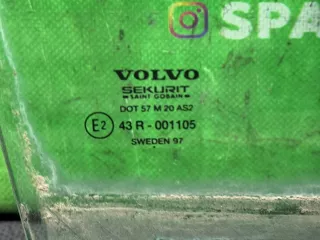 SPA
VOLVO
SEKURIT
SAINT GOBAIN
DOT 57 M 20 AS2
E2 43 R - 001105
SWEDEN 97